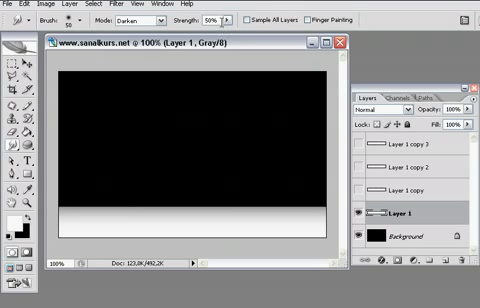 File Edit Image Layer Select Filter View Window Help
Brush: 50 Mode: Darken Strength: 50% Sample All Layers Finger Painting
www.sanalkurs.net @ 100% (Layer 1, Gray/8)
Layers Channels Paths
Normal Opacity: 100%
Lock: Fill: 100%
Layer 1 copy 3
Layer 1 copy 2
Layer 1 copy
Layer 1
Background
100% Doc: 123,8K/492,2K